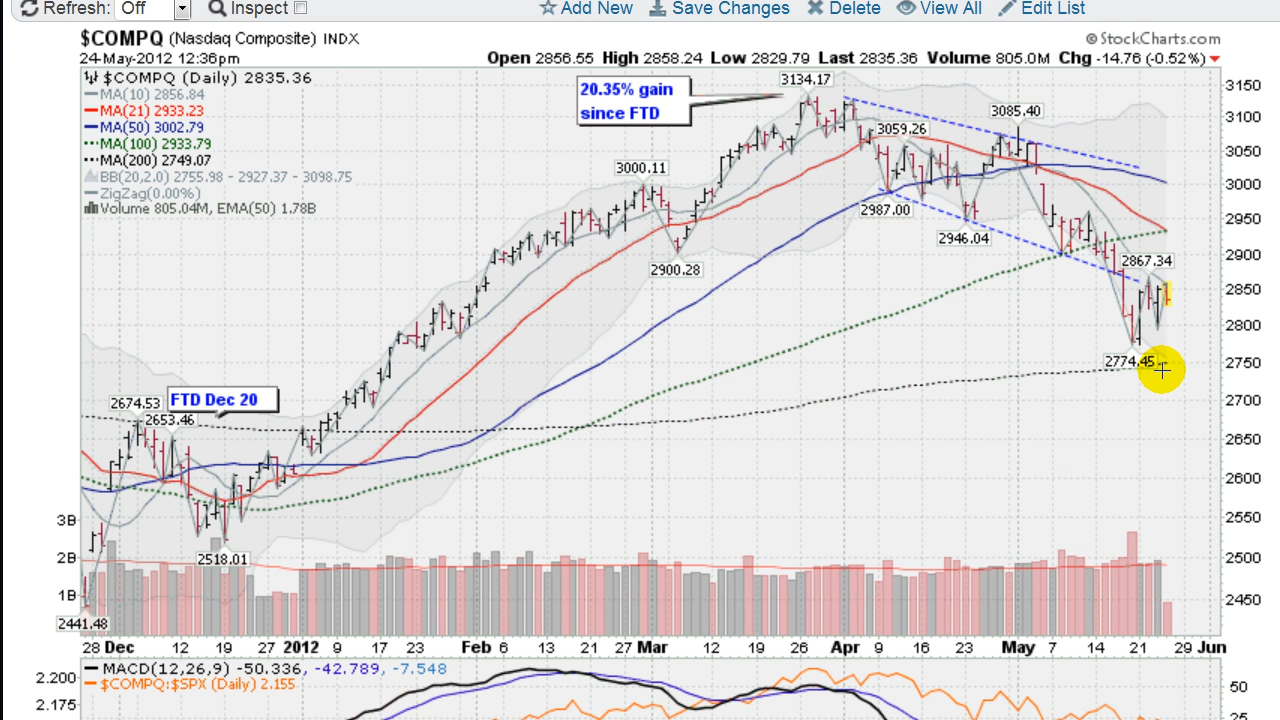 Refresh: Off Inspect Add New Save Changes Delete View All Edit List
$COMPQ (Nasdaq Composite) INDX © StockCharts.com
24-May-2012 12:36pm Open 2856.55 High 2858.24 Low 2829.79 Last 2835.36 Volume 805.0M Chg -14.76 (-0.52%)
$COMPQ (Daily) 2835.36
MA(10) 2856.84
MA(21) 2933.23
MA(50) 3002.79
MA(100) 2933.79
MA(200) 2749.07
BB(20,2.0) 2755.98 - 2927.37 - 3098.75
ZigZag(0.00%)
Volume 805.04M, EMA(50) 1.78B
20.35% gain
since FTD
3134.17
3085.40
3059.26
3000.11
2987.00
2946.04
2900.28
2867.34
2774.45
FTD Dec 20
2674.53
2653.46
2518.01
2441.48
3150
3100
3050
3000
2950
2900
2850
2800
2750
2700
2650
2600
2550
2500
2450
3B
2B
1B
28 Dec 12 19 27 2012 9 17 23 Feb 6 13 21 27 Mar 12 19 26 Apr 9 16 23 May 7 14 21 29 Jun
MACD(12,26,9) -50.336, -42.789, -7.548
$COMPQ:$SPX (Daily) 2.155
2.200
2.175
50
25